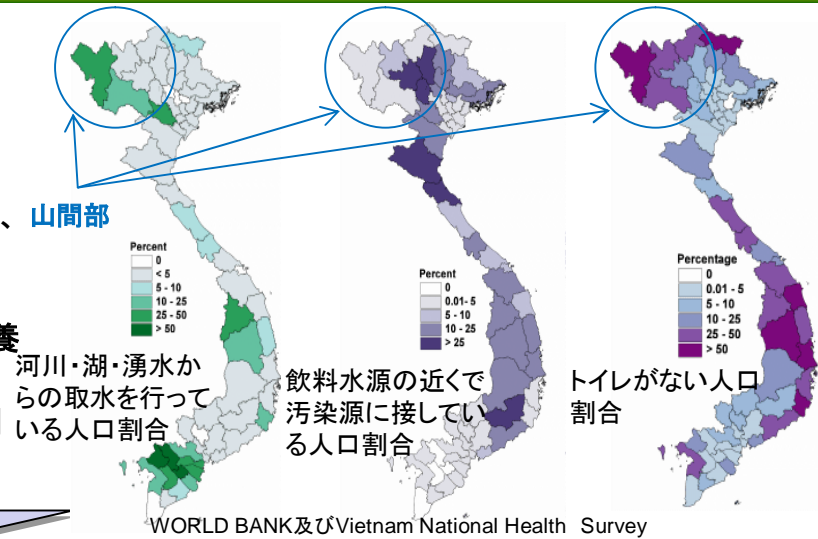 、 山間部
Percent
0
< 5
5 - 10
10 - 25
25 - 50
> 50
養
河川・湖・湧水か
らの取水を行って
いる人口割合
Percent
0
0.01- 5
5 - 10
10 - 25
> 25
飲料水源の近くで
汚染源に接してい
る人口割合
Percentage
0
0.01 - 5
5 - 10
10 - 25
25 - 50
> 50
トイレがない人口
割合
WORLD BANK及びVietnam National Health Survey